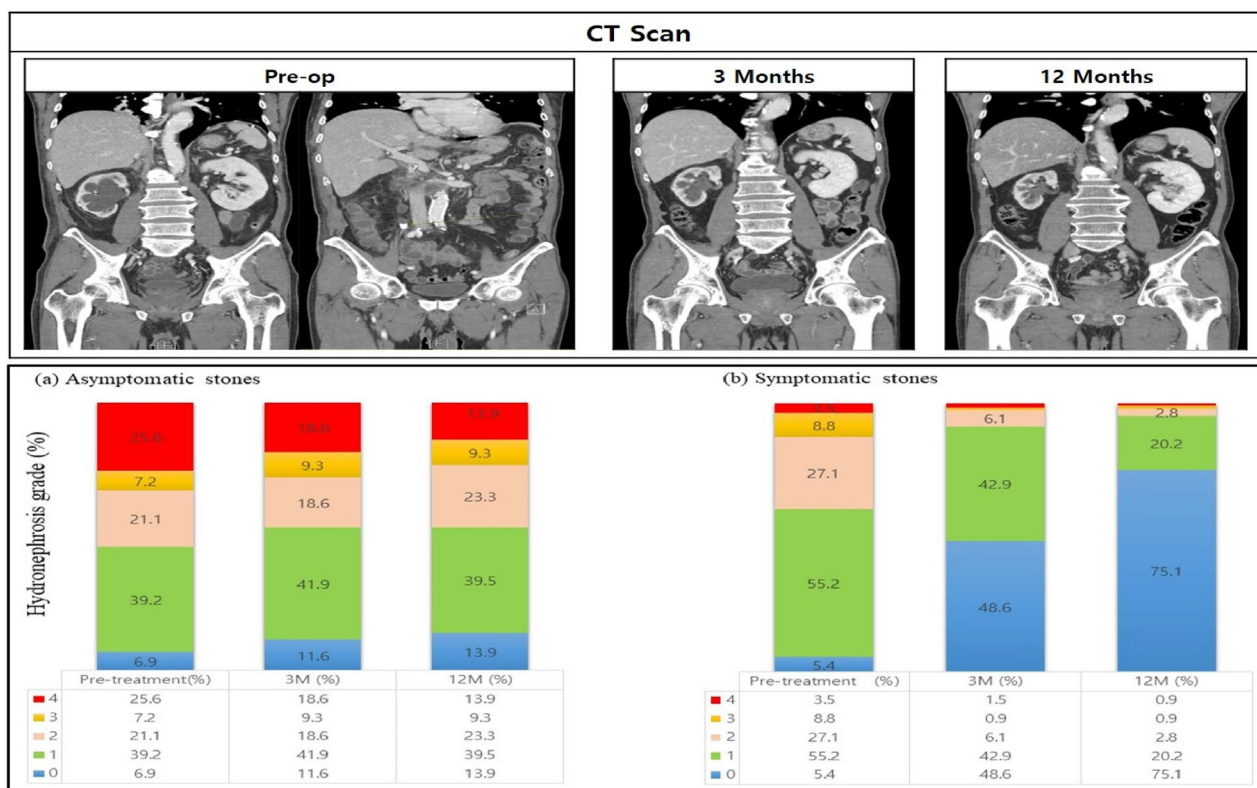 CT Scan
Pre-op
3 Months
12 Months
(a) Asymptomatic stones
Hydronephrosis grade (%)
25.6
7.2
21.1
39.2
6.9
18.6
9.3
18.6
41.9
11.6
13.9
9.3
23.3
39.5
13.9
Pre-treatment(%) 3M (%) 12M (%)
4 25.6 18.6 13.9
3 7.2 9.3 9.3
2 21.1 18.6 23.3
1 39.2 41.9 39.5
0 6.9 11.6 13.9
(b) Symptomatic stones
3.5
8.8
27.1
55.2
5.4
6.1
42.9
48.6
2.8
20.2
75.1
Pre-treatment (%) 3M (%) 12M (%)
4 3.5 1.5 0.9
3 8.8 0.9 0.9
2 27.1 6.1 2.8
1 55.2 42.9 20.2
0 5.4 48.6 75.1